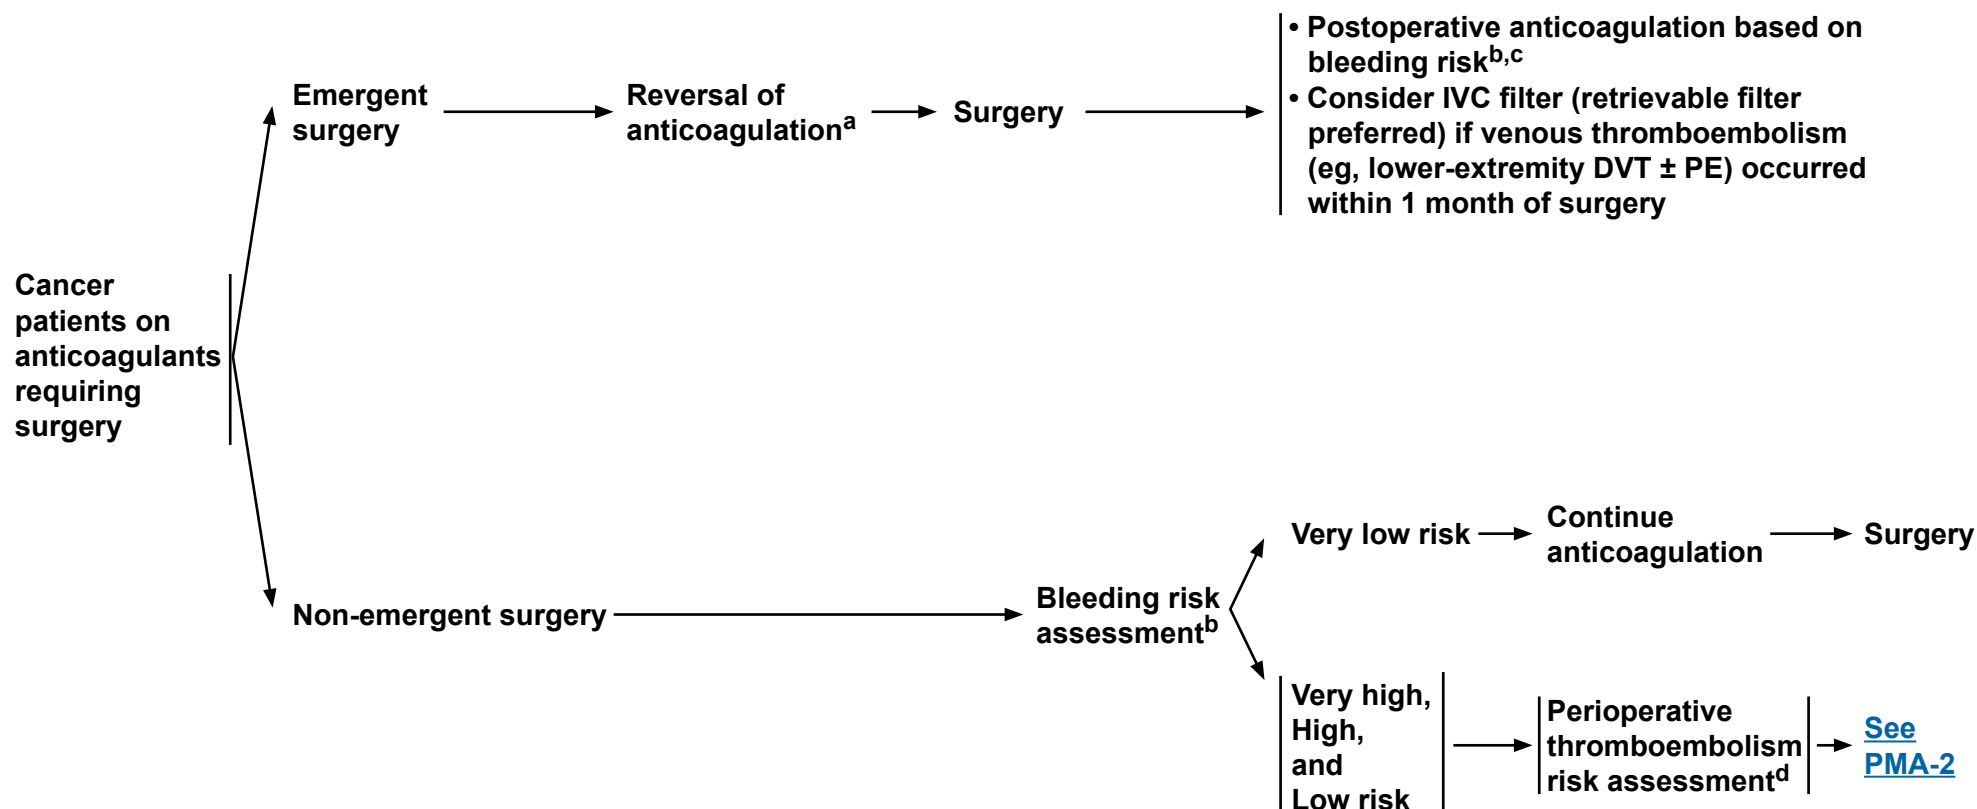 Cancer
patients on
anticoagulants
requiring
surgery
Emergent
surgery
Reversal of
anticoagulationᵃ
Surgery
• Postoperative anticoagulation based on
bleeding riskᵇ,ᶜ
• Consider IVC filter (retrievable filter
preferred) if venous thromboembolism
(eg, lower-extremity DVT ± PE) occurred
within 1 month of surgery
Non-emergent surgery
Bleeding risk
assessmentᵇ
Very low risk
Continue
anticoagulation
Surgery
Very high,
High,
and
Low risk
Perioperative
thromboembolism
risk assessmentᵈ
See
PMA-2